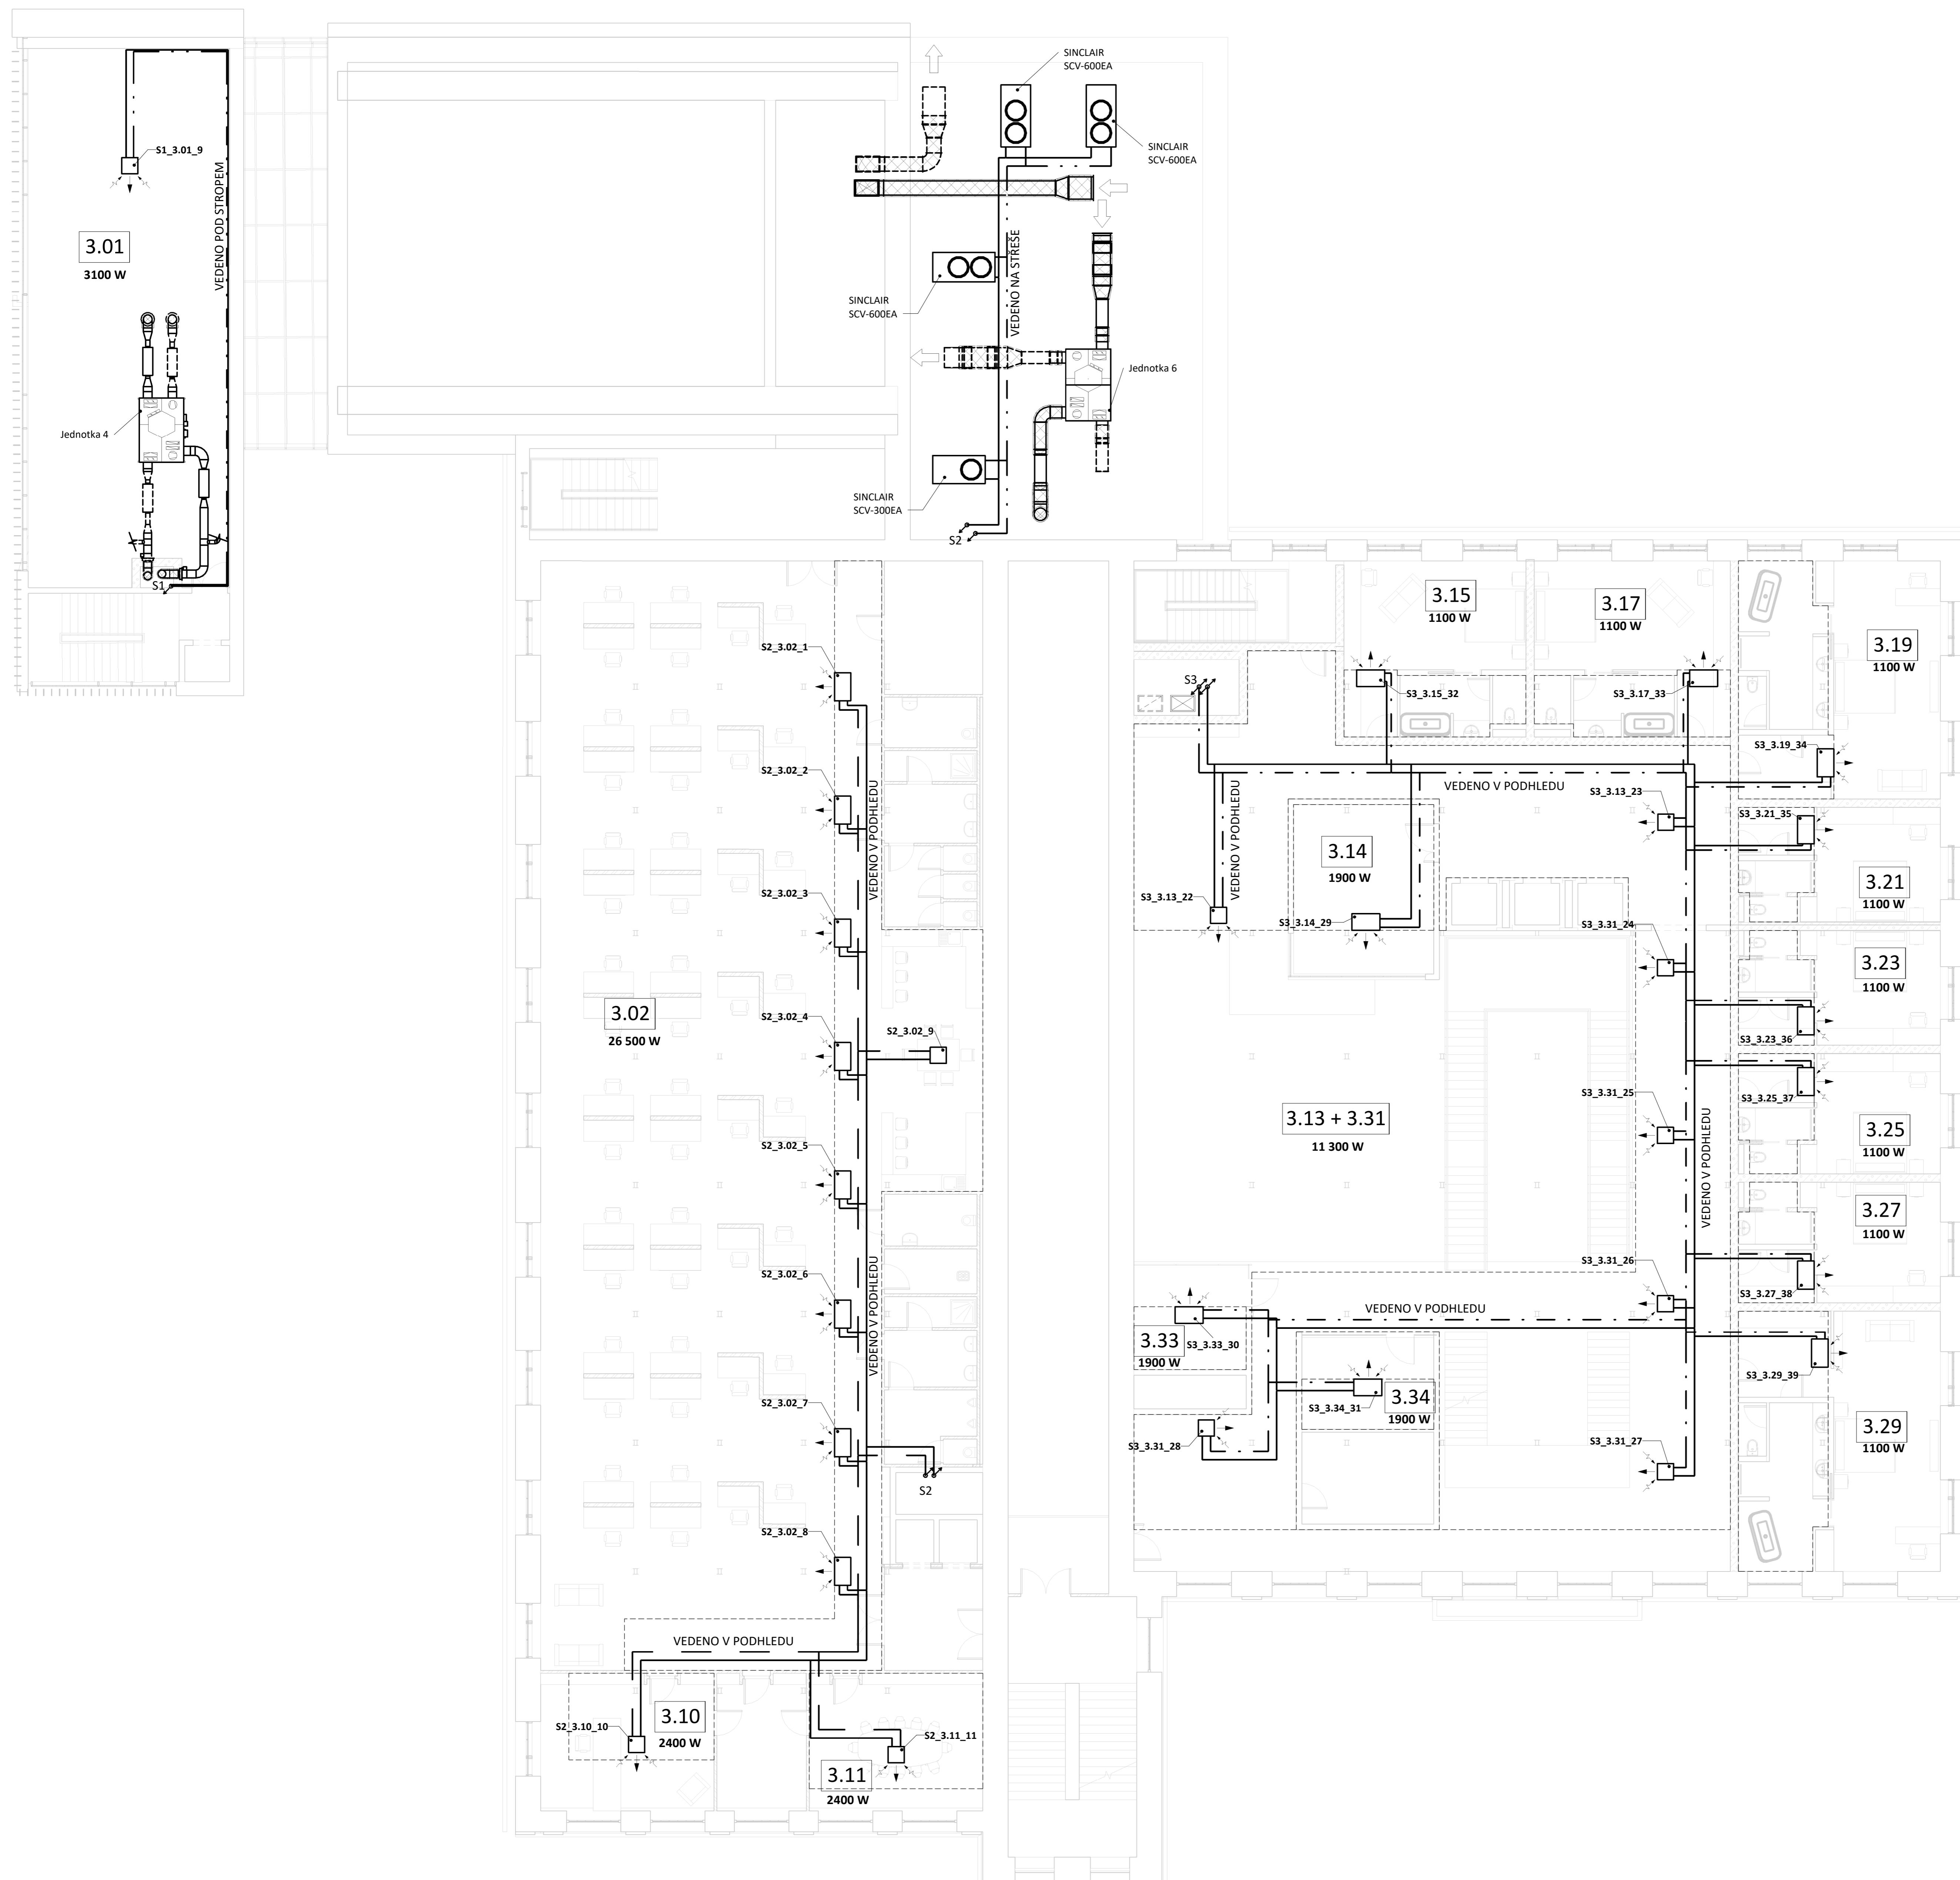 SINCLAIR
SCV-600EA
S1_3.01_9
SINCLAIR
SCV-600EA
VEDENO POD STROPEM
3.01
3100 W
VEDENO NA STŘEŠE
SINCLAIR
SCV-600EA
Jednotka 6
Jednotka 4
SINCLAIR
SCV-300EA
S2
S1
3.15
1100 W
3.17
1100 W
3.19
1100 W
S2_3.02_1
S3
S3_3.15_32
S3_3.17_33
S3_3.19_34
S2_3.02_2
VEDENO V PODHLEDU
VEDENO V PODHLEDU
VEDENO V PODHLEDU
S3_3.13_23
S3_3.21_35
3.14
1900 W
3.21
1100 W
S2_3.02_3
S3_3.13_22
S3_3.14_29
S3_3.31_24
3.23
1100 W
3.02
26 500 W
S2_3.02_4
S2_3.02_9
S3_3.23_36
S3_3.31_25
S3_3.25_37
3.13 + 3.31
11 300 W
VEDENO V PODHLEDU
3.25
1100 W
S2_3.02_5
3.27
1100 W
S2_3.02_6
VEDENO V PODHLEDU
S3_3.31_26
S3_3.27_38
VEDENO V PODHLEDU
3.33
1900 W
S3_3.33_30
S3_3.29_39
S3_3.34_31
3.34
1900 W
S2_3.02_7
S3_3.31_28
S3_3.31_27
3.29
1100 W
S2
S2_3.02_8
VEDENO V PODHLEDU
S2_3.10_10
3.10
2400 W
S2_3.11_11
3.11
2400 W